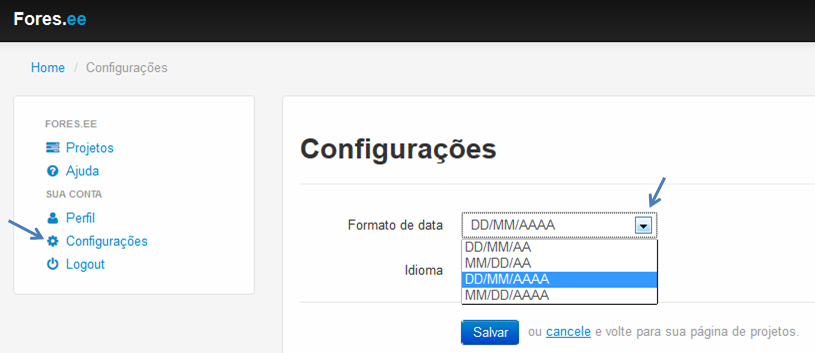 Fores.ee
Home / Configurações
FORES.EE
Projetos
Ajuda
SUA CONTA
Perfil
Configurações
Logout
Configurações
Formato de data DD/MM/AAAA
DD/MM/AA
MM/DD/AA
DD/MM/AAAA
MM/DD/AAAA
Idioma
Salvar ou cancele e volte para sua página de projetos.